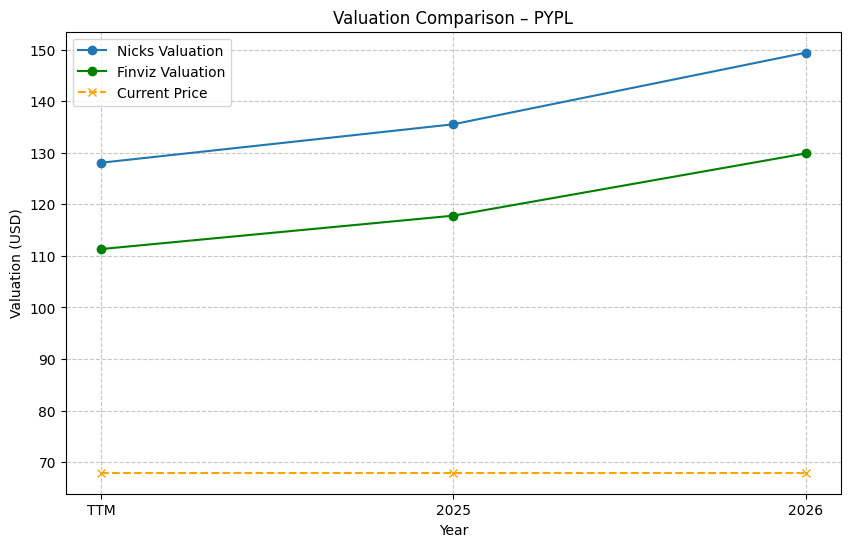 Valuation Comparison – PYPL
Nicks Valuation
Finviz Valuation
Current Price
Valuation (USD)
150
140
130
120
110
100
90
80
70
TTM 2025 2026
Year